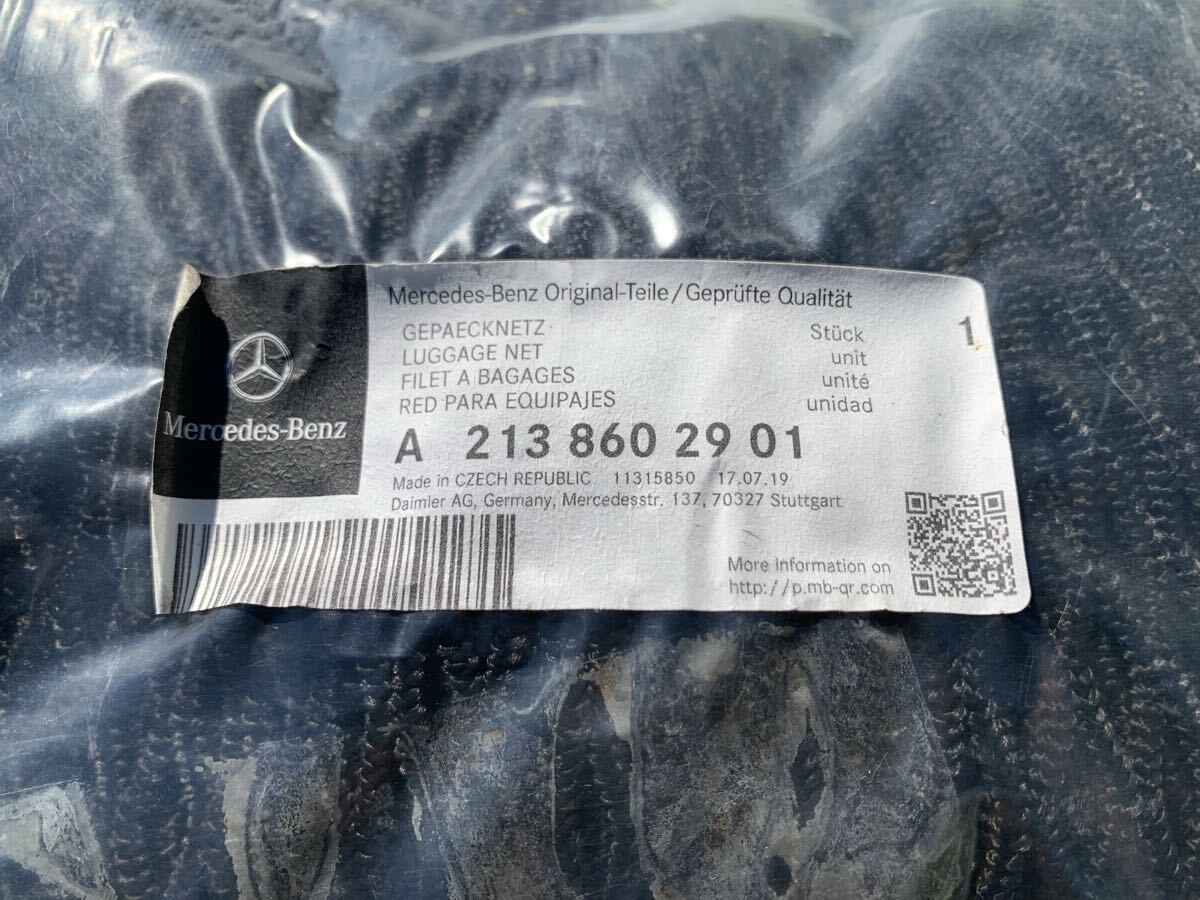 Mercedes-Benz Original-Teile/Geprüfte Qualität
GEPAECKNETZ Stück 1
LUGGAGE NET unit
FILET A BAGAGES unité
RED PARA EQUIPAJES unidad
Mercedes-Benz
A 213 860 29 01
Made in CZECH REPUBLIC 11315850 17.07.19
Daimler AG, Germany, Mercedesstr. 137, 70327 Stuttgart
More information on
http://p.mb-qr.com